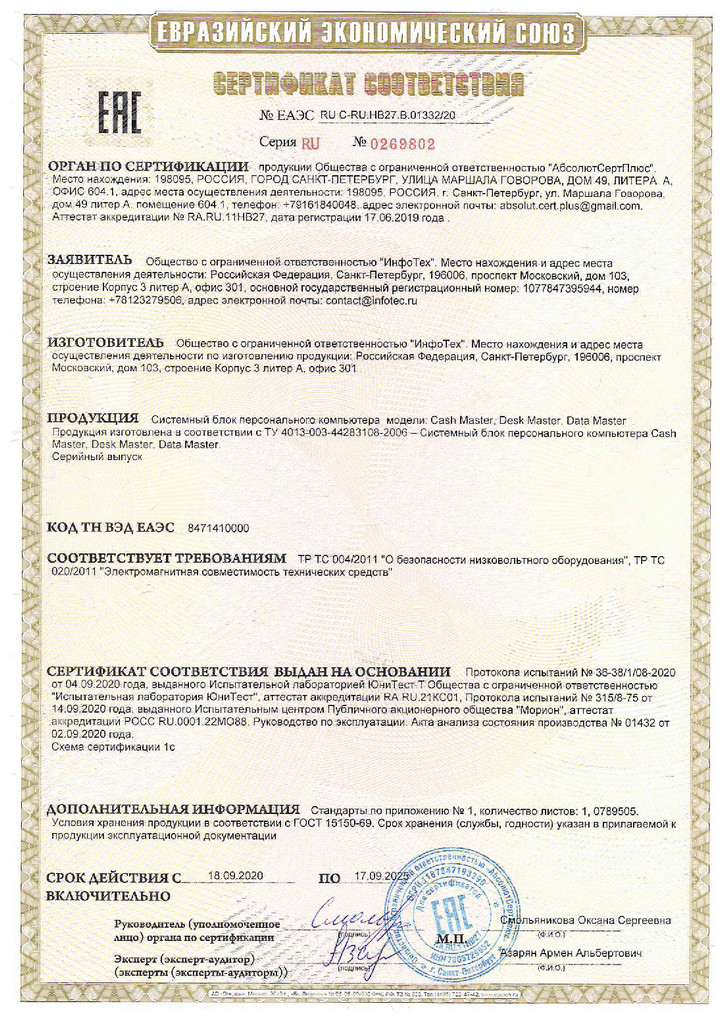 ЕВРАЗИЙСКИЙ ЭКОНОМИЧЕСКИЙ СОЮЗ
СЕРТИФИКАТ СООТВЕТСТВИЯ
ЕАС
№ ЕАЭС RU C-RU.НВ27.В.01332/20
Серия RU № 0269802
ОРГАН ПО СЕРТИФИКАЦИИ продукции Общества с ограниченной ответственностью "АбсолютСертПлюс".
Место нахождения: 198095, РОССИЯ, ГОРОД САНКТ-ПЕТЕРБУРГ, УЛИЦА МАРШАЛА ГОВОРОВА, ДОМ 49, ЛИТЕРА А,
ОФИС 604.1, адрес места осуществления деятельности: 198095, РОССИЯ, г. Санкт-Петербург, ул. Маршала Говорова,
дом 49 литер А. помещение 604.1, телефон: +79161840048, адрес электронной почты: absolut.cert.plus@gmail.com.
Аттестат аккредитации № RA.RU.11НВ27, дата регистрации 17.06.2019 года .
ЗАЯВИТЕЛЬ Общество с ограниченной ответственностью "ИнфоТех". Место нахождения и адрес места
осуществления деятельности: Российская Федерация, Санкт-Петербург, 196006, проспект Московский, дом 103,
строение Корпус 3 литер А, офис 301, основной государственный регистрационный номер: 1077847395944, номер
телефона: +78123279506, адрес электронной почты: contact@infotec.ru
ИЗГОТОВИТЕЛЬ Общество с ограниченной ответственностью "ИнфоТех". Место нахождения и адрес места
осуществления деятельности по изготовлению продукции: Российская Федерация, Санкт-Петербург, 196006, проспект
Московский, дом 103, строение Корпус 3 литер А, офис 301
ПРОДУКЦИЯ Системный блок персонального компьютера модели: Cash Master, Desk Master, Data Master
Продукция изготовлена в соответствии с ТУ 4013-003-44283108-2006 – Системный блок персонального компьютера Cash
Master, Desk Master, Data Master.
Серийный выпуск
КОД ТН ВЭД ЕАЭС 8471410000
СООТВЕТСТВУЕТ ТРЕБОВАНИЯМ ТР ТС 004/2011 "О безопасности низковольтного оборудования", ТР ТС
020/2011 "Электромагнитная совместимость технических средств"
СЕРТИФИКАТ СООТВЕТСТВИЯ ВЫДАН НА ОСНОВАНИИ Протокола испытаний № 36-38/1/08-2020
от 04.09.2020 года, выданного Испытательной лабораторией ЮниТест-Т Общества с ограниченной ответственностью
"Испытательная лаборатория ЮниТест", аттестат аккредитации RA.RU.21КС01, Протокола испытаний № 315/8-75 от
14.09.2020 года, выданного Испытательным центром Публичного акционерного общества "Морион", аттестат
аккредитации РОСС RU.0001.22МО88. Руководство по эксплуатации. Акта анализа состояния производства № 01432 от
02.09.2020 года.
Схема сертификации 1с
ДОПОЛНИТЕЛЬНАЯ ИНФОРМАЦИЯ Стандарты по приложению № 1, количество листов: 1, 0789505.
Условия хранения продукции в соответствии с ГОСТ 15150-69. Срок хранения (службы, годности) указан в прилагаемой к
продукции эксплуатационной документации
СРОК ДЕЙСТВИЯ С 18.09.2020 ПО 17.09.2025
ВКЛЮЧИТЕЛЬНО
Руководитель (уполномоченное
лицо) органа по сертификации
(подпись)
М.П.
Смольяникова Оксана Сергеевна
(Ф.И.О.)
Эксперт (эксперт-аудитор)
(эксперты (эксперты-аудиторы))
(подпись)
Азарян Армен Альбертович
(Ф.И.О.)